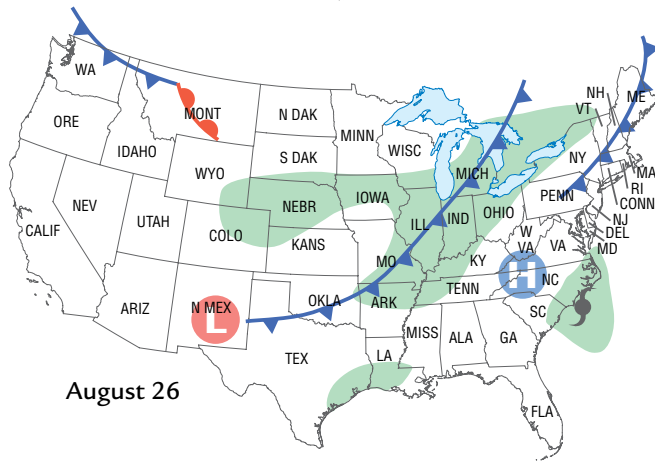 WA
MONT
N DAK
MINN
ORE
IDAHO
WYO
S DAK
WISC
MICH
NH
VT
ME
NY
MASS
RI
CONN
NEV
UTAH
COLO
NEBR
IOWA
ILL
IND
OHIO
PENN
NJ
DEL
MD
CALIF
KANS
MO
KY
W
VA
VA
ARIZ
N MEX
L
OKLA
ARK
TENN
H
NC
SC
TEX
LA
MISS
ALA
GA
FLA
August 26